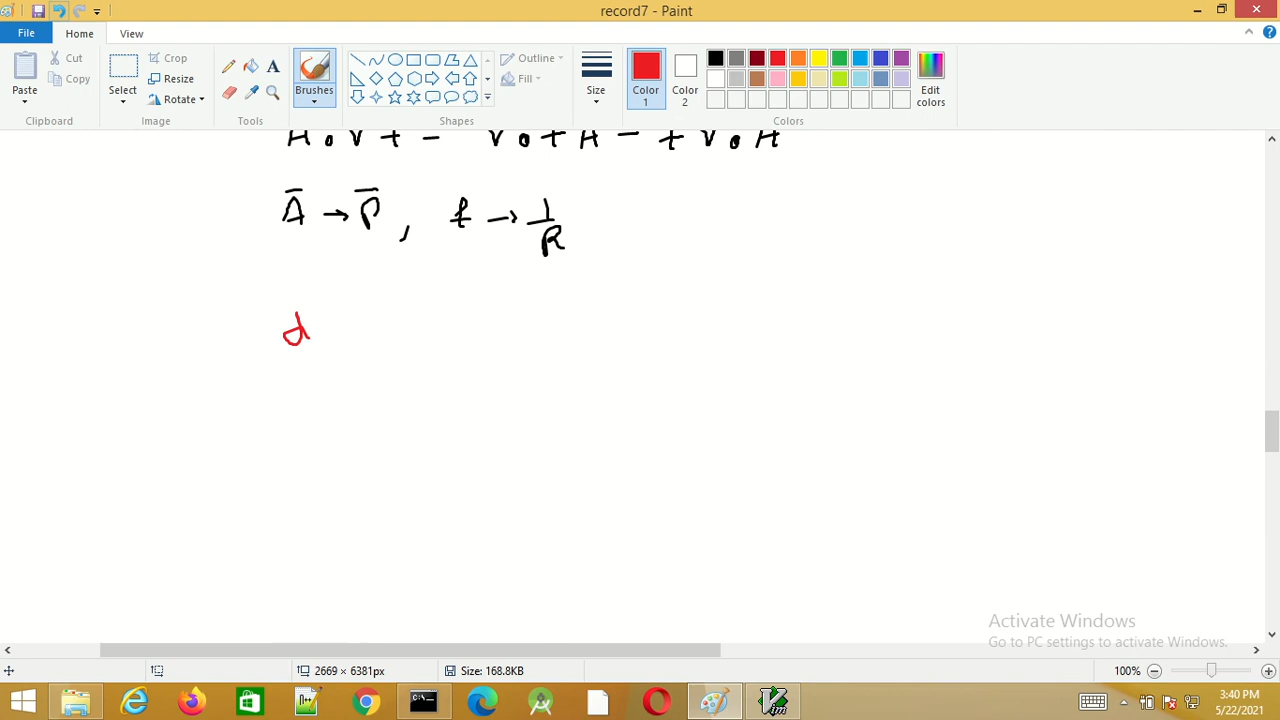 record7 - Paint
File Home View
Paste Cut Copy Select Crop Resize Rotate Brushes Outline Fill Size Color 1 Color 2 Edit colors
Clipboard Image Tools Shapes Colors
A̅ → P̅ , f → 1/R
d
Activate Windows
Go to PC settings to activate Windows.
2669 × 6381px Size: 168.8KB 100%
3:40 PM
5/22/2021